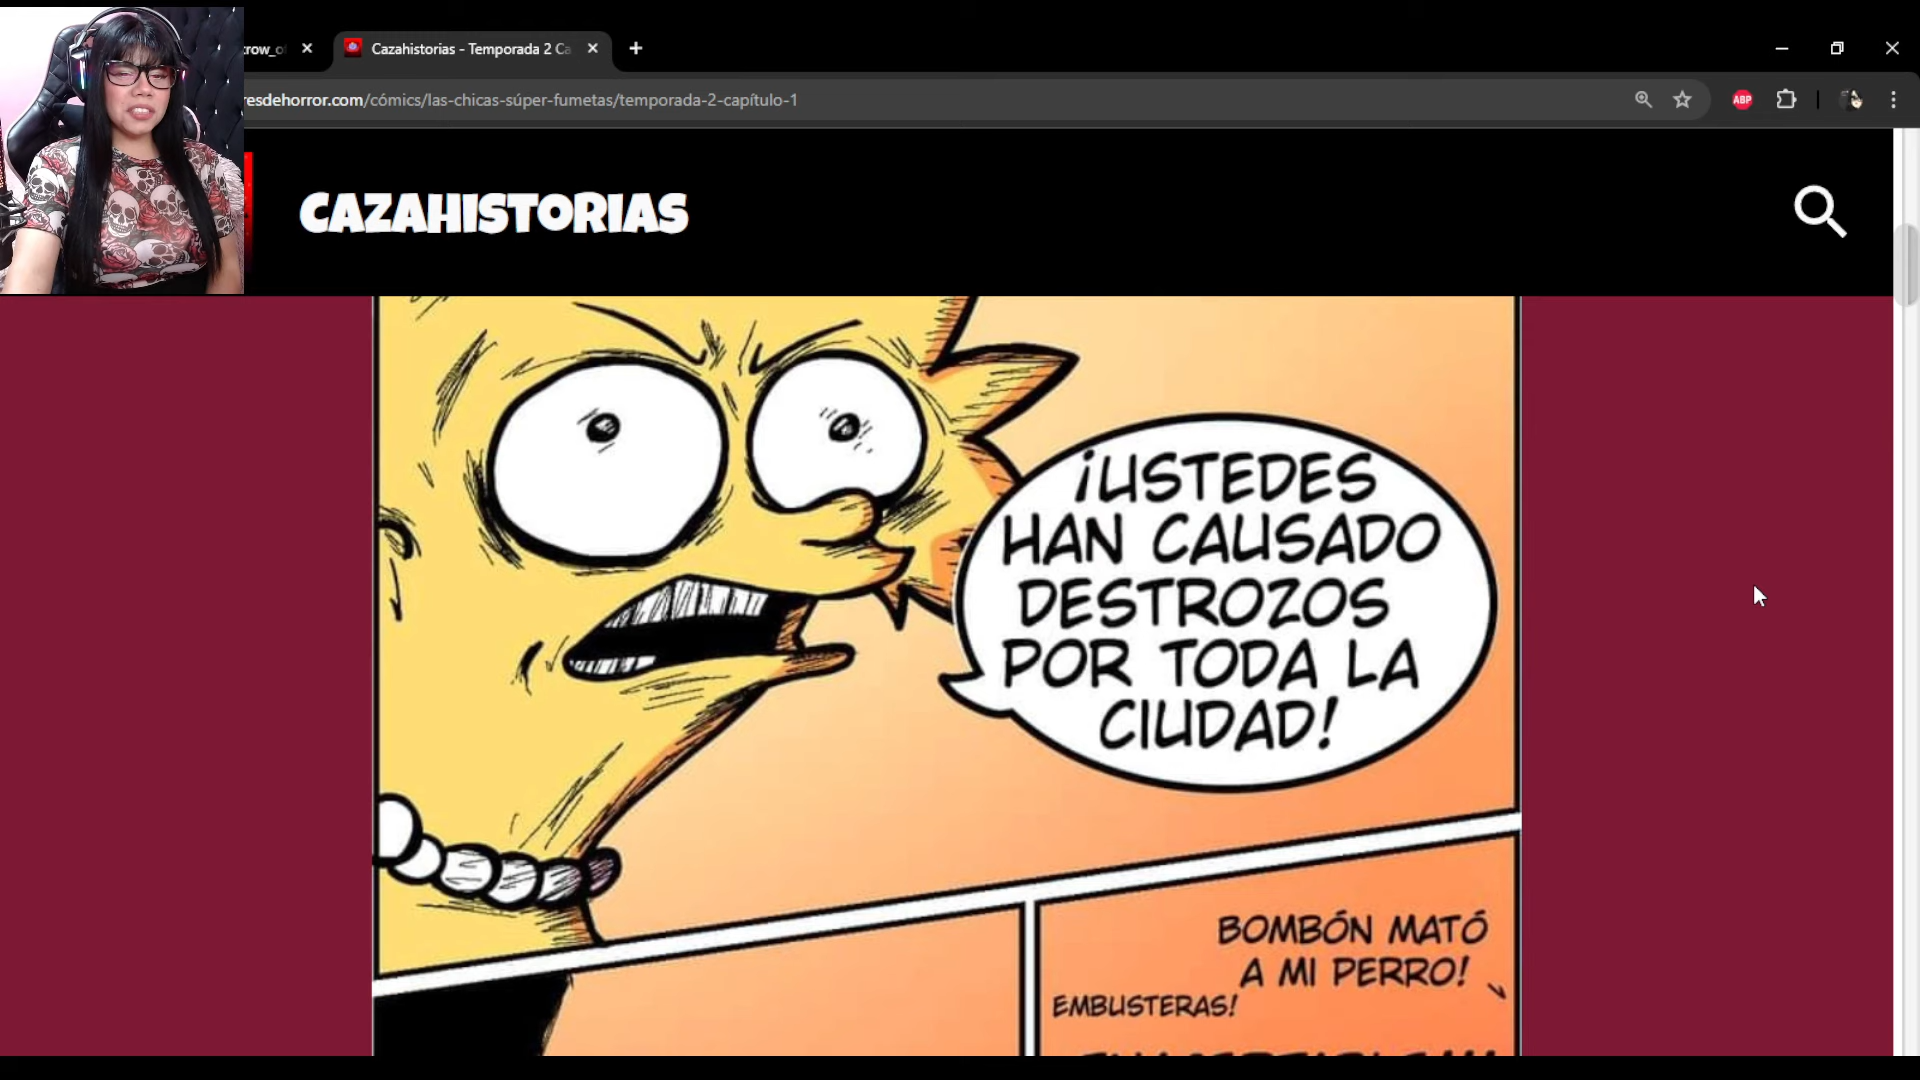 Cazahistorias - Temporada 2 Ca
esdehorror.com/cómics/las-chicas-súper-fumetas/temporada-2-capítulo-1
ABP
CAZAHISTORIAS
¡USTEDES
HAN CAUSADO
DESTROZOS
POR TODA LA
CIUDAD!
BOMBÓN MATÓ
A MI PERRO!
EMBUSTERAS!